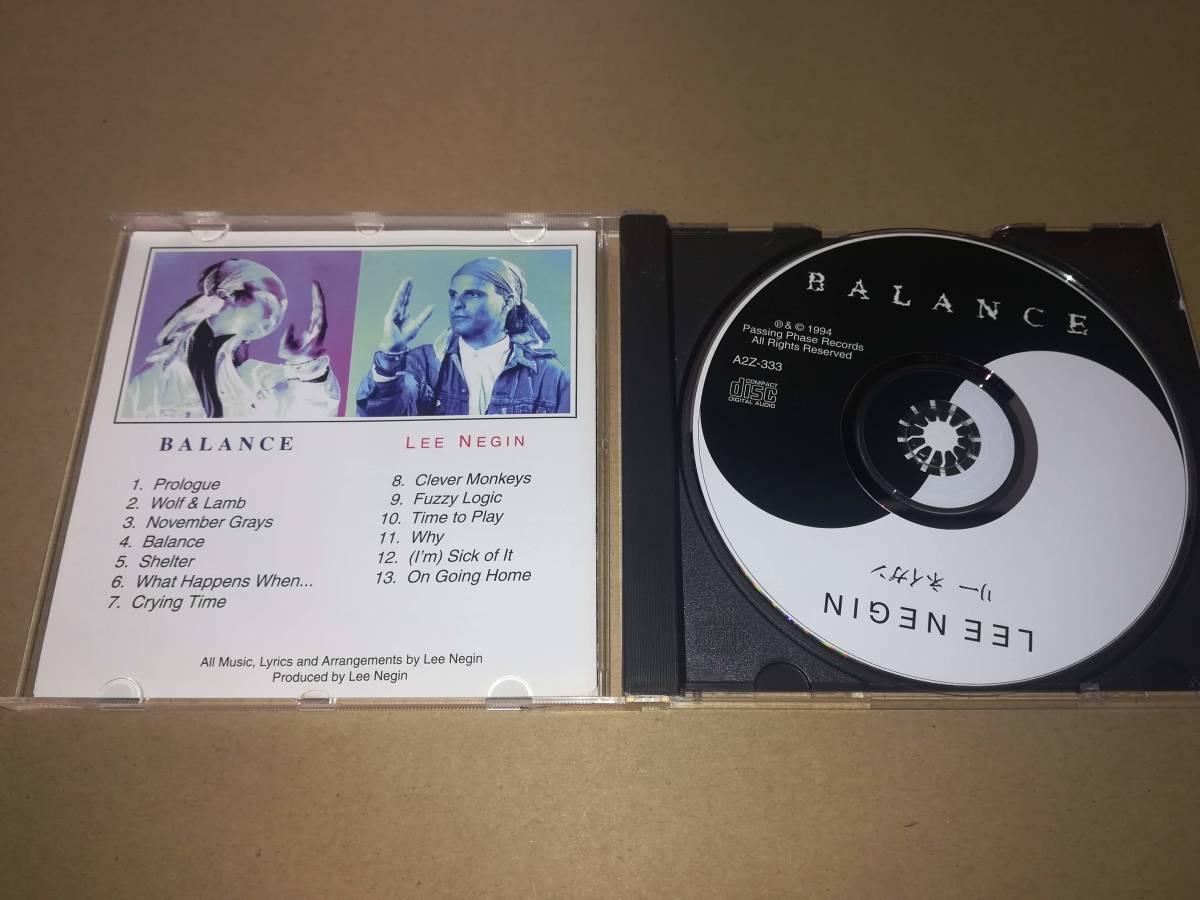 BALANCE
LEE NEGIN
1. Prologue
2. Wolf & Lamb
3. November Grays
4. Balance
5. Shelter
6. What Happens When...
7. Crying Time
8. Clever Monkeys
9. Fuzzy Logic
10. Time to Play
11. Why
12. (I'm) Sick of It
13. On Going Home
All Music, Lyrics and Arrangements by Lee Negin
Produced by Lee Negin
BALANCE
℗ & © 1994
Passing Phase Records
All Rights Reserved
A2Z-333
COMPACT
disc
DIGITAL AUDIO
LEE NEGIN
リー ネイガン